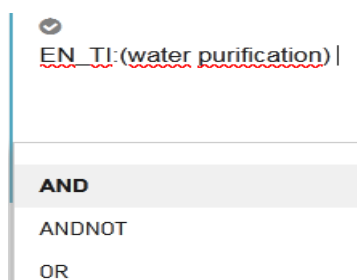 EN_TI:(water purification)
AND
ANDNOT
OR